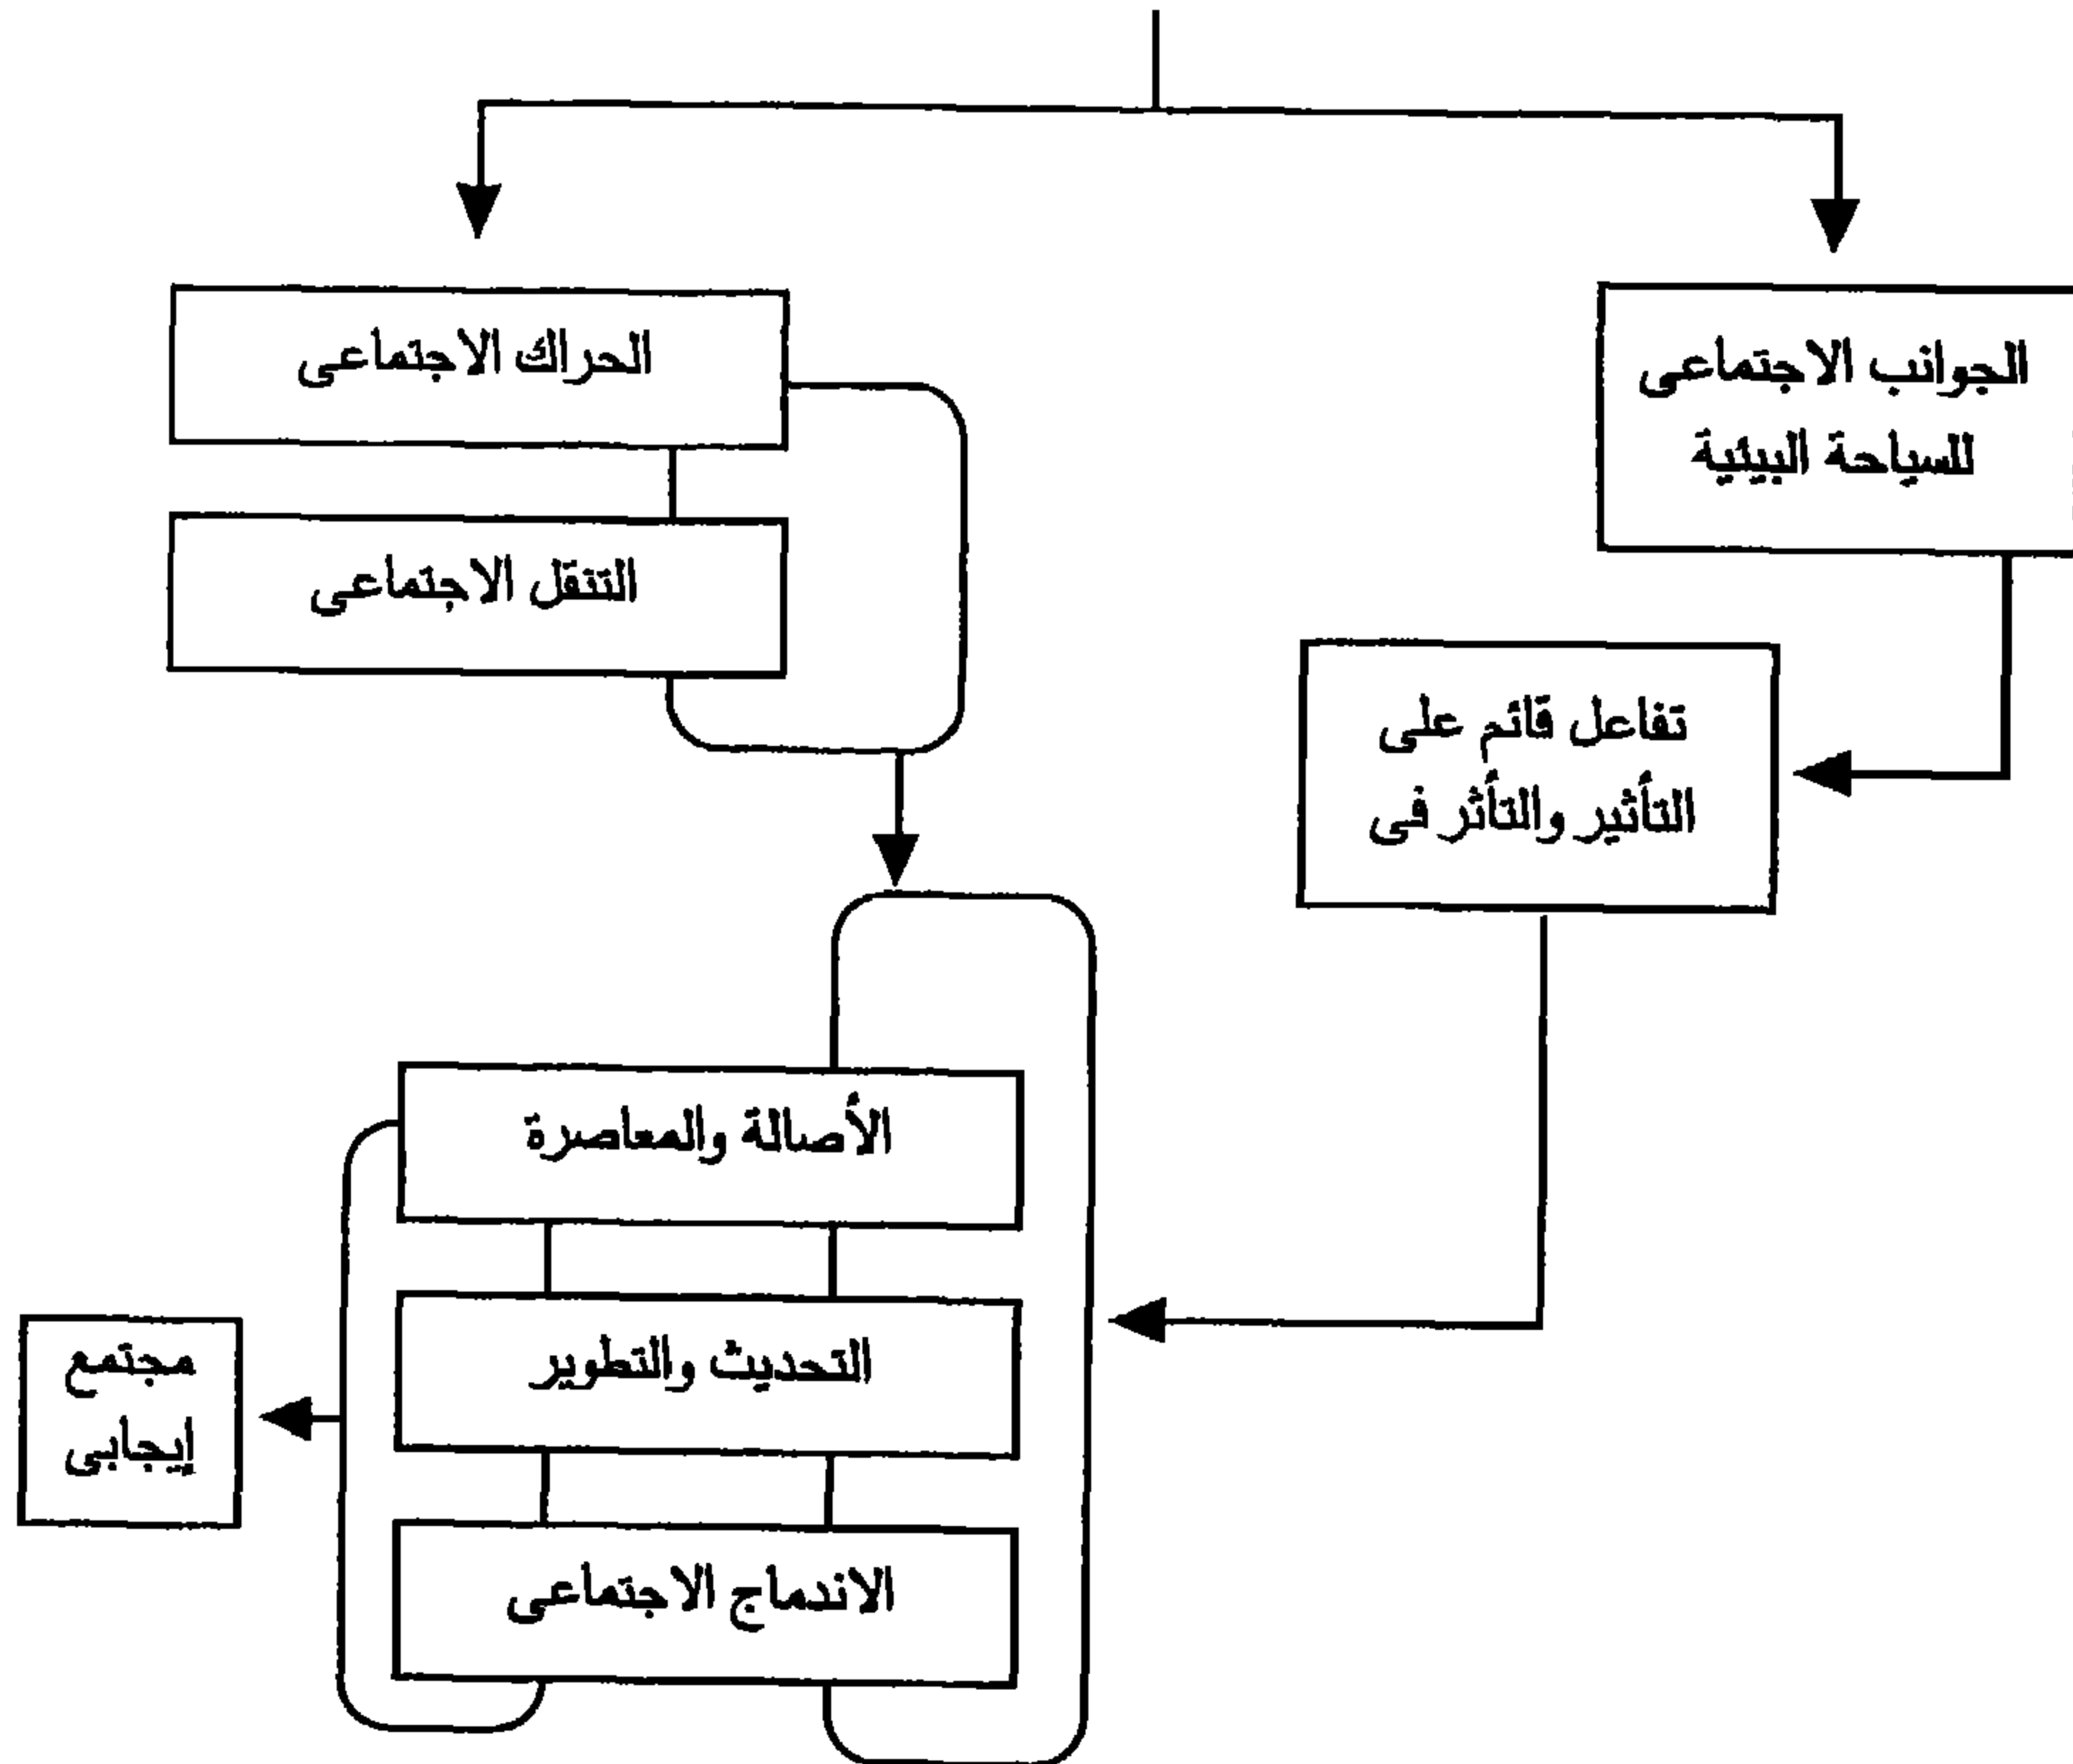 الجوانب الاجتماعى
للسياحة البيئية
الحراك الاجتماعى
التنقل الاجتماعى
تفاعل قائم على
التأثير والتأثر فى
الأصالة والمعاصرة
التحديث والتطوير
الاندماج الاجتماعى
مجتمع
إيجابى